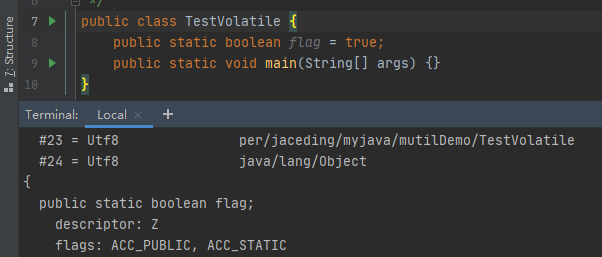 */
7 public class TestVolatile {
8 public static boolean flag = true;
9 public static void main(String[] args) {}
10 }
7: Structure
Terminal: Local × +
#23 = Utf8 per/jaceding/myjava/mutilDemo/TestVolatile
#24 = Utf8 java/lang/Object
{
public static boolean flag;
descriptor: Z
flags: ACC_PUBLIC, ACC_STATIC